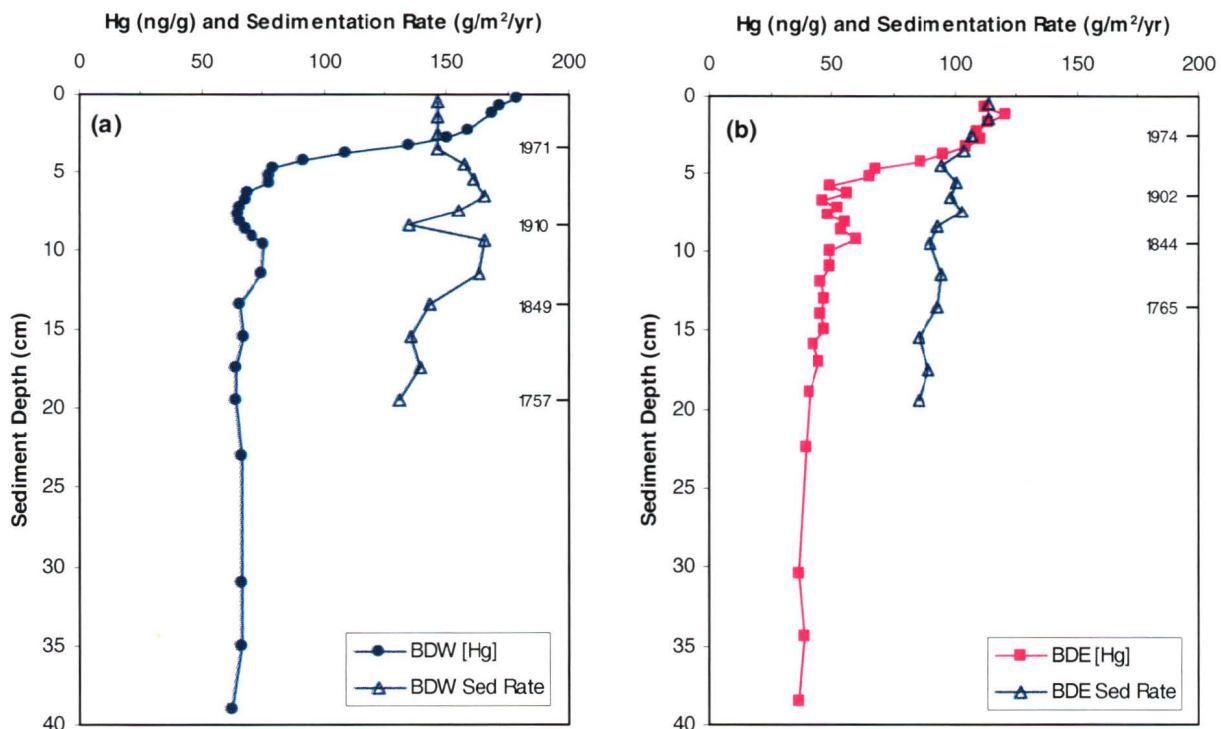 Hg (ng/g) and Sedimentation Rate (g/m²/yr)
0 50 100 150 200
0
5
10
15
20
25
30
35
40
Sediment Depth (cm)
(a)
1971
1910
1849
1757
BDW [Hg]
BDW Sed Rate
Hg (ng/g) and Sedimentation Rate (g/m²/yr)
0 50 100 150 200
0
5
10
15
20
25
30
35
40
Sediment Depth (cm)
(b)
1974
1902
1844
1765
BDE [Hg]
BDE Sed Rate